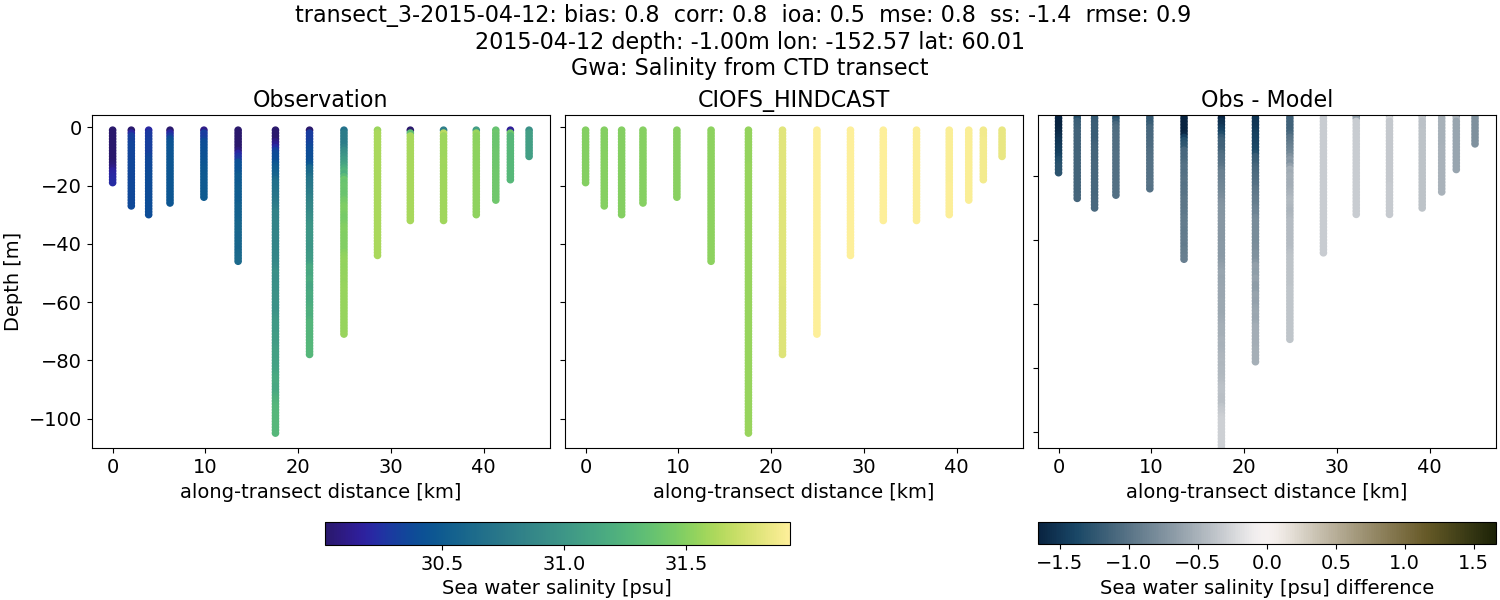 transect_3-2015-04-12: bias: 0.8  corr: 0.8  ioa: 0.5  mse: 0.8  ss: -1.4  rmse: 0.9
2015-04-12 depth: -1.00m lon: -152.57 lat: 60.01
Gwa: Salinity from CTD transect
Observation
CIOFS_HINDCAST
Obs - Model
Depth [m]
0
−20
−40
−60
−80
−100
0 10 20 30 40
0 10 20 30 40
0 10 20 30 40
along-transect distance [km]
along-transect distance [km]
along-transect distance [km]
30.5 31.0 31.5
Sea water salinity [psu]
−1.5 −1.0 −0.5 0.0 0.5 1.0 1.5
Sea water salinity [psu] difference